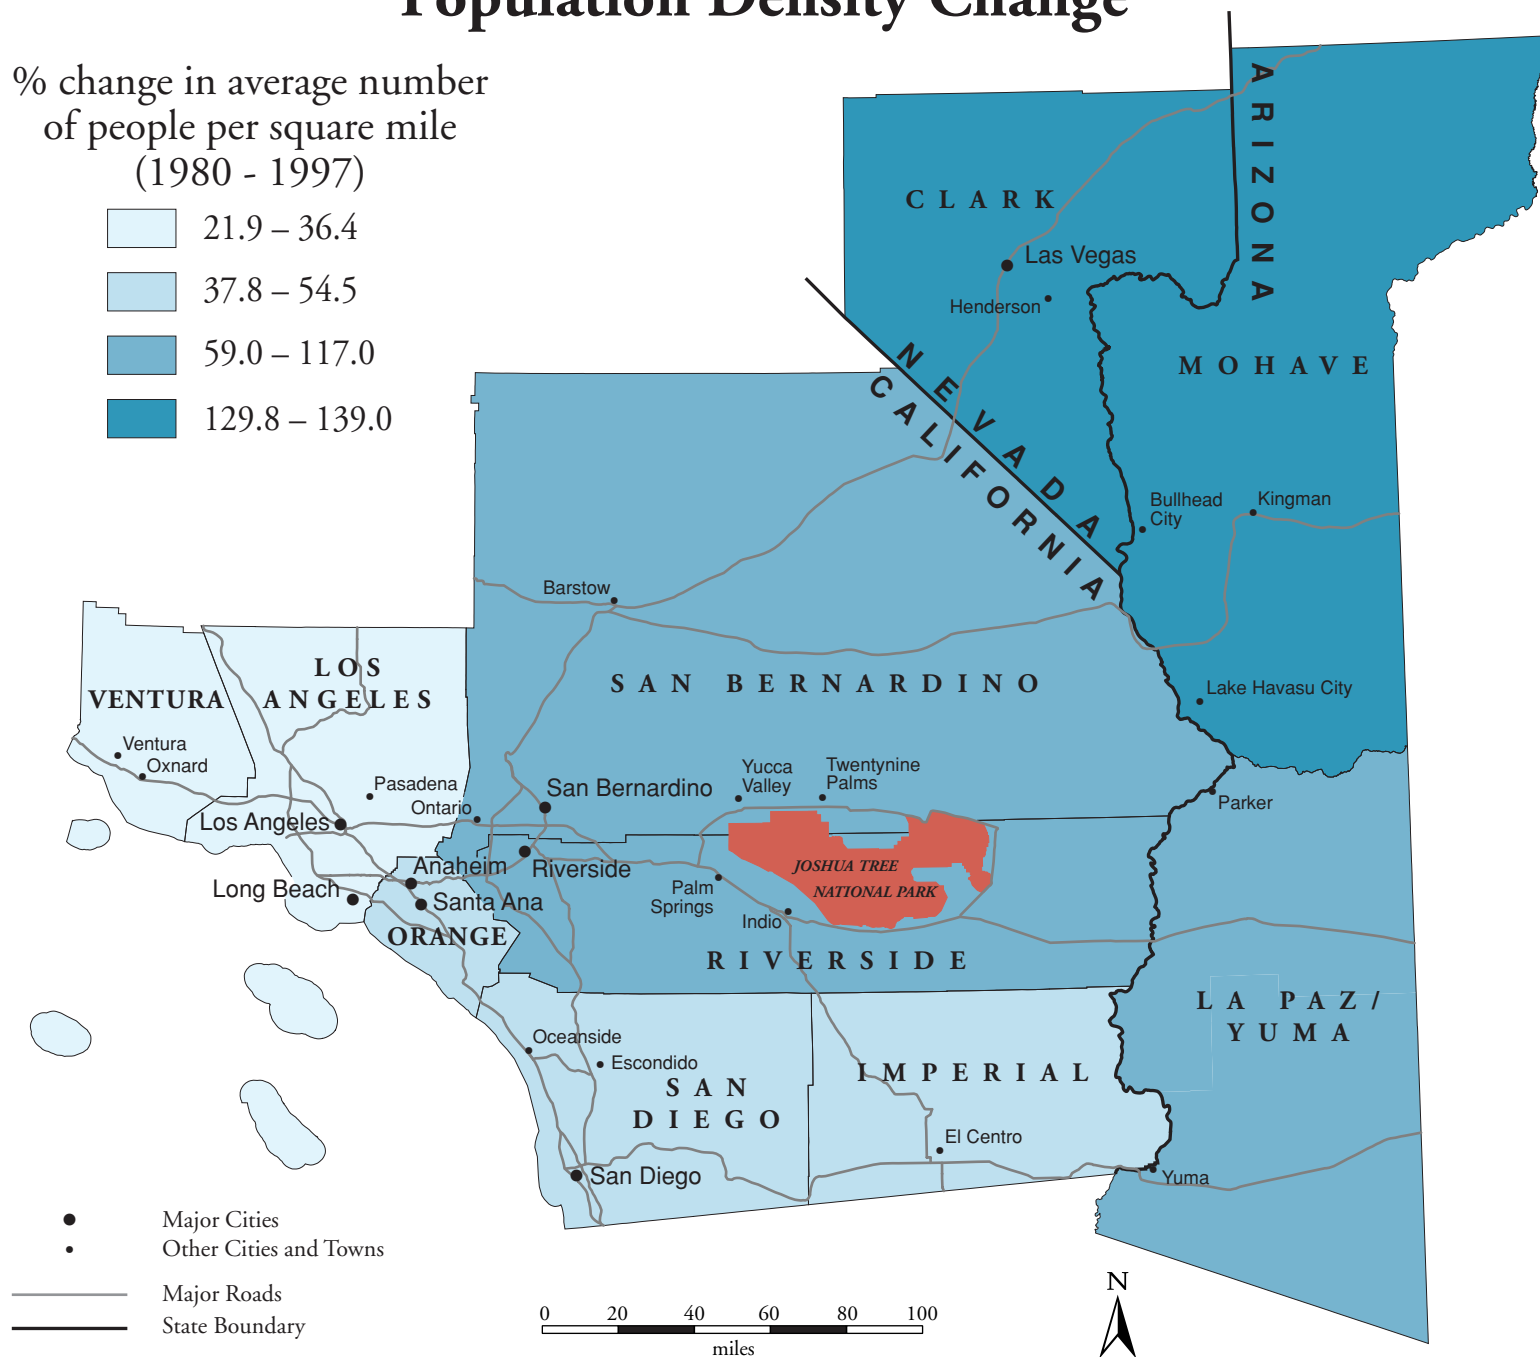 Population Density Change
% change in average number
of people per square mile
(1980 - 1997)
21.9 – 36.4
37.8 – 54.5
59.0 – 117.0
129.8 – 139.0
ARIZONA
CLARK
Las Vegas
Henderson
NEVADA
CALIFORNIA
MOHAVE
Bullhead
City
Kingman
Barstow
LOS
ANGELES
VENTURA
SAN BERNARDINO
Lake Havasu City
Ventura
Oxnard
Pasadena
Ontario
Los Angeles
San Bernardino
Yucca
Valley
Twentynine
Palms
Parker
Anaheim
Riverside
JOSHUA TREE
NATIONAL PARK
Long Beach
Santa Ana
Palm
Springs
Indio
ORANGE
RIVERSIDE
LA PAZ/
YUMA
Oceanside
Escondido
SAN
DIEGO
IMPERIAL
El Centro
San Diego
Yuma
Major Cities
Other Cities and Towns
Major Roads
State Boundary
0 20 40 60 80 100
miles
N